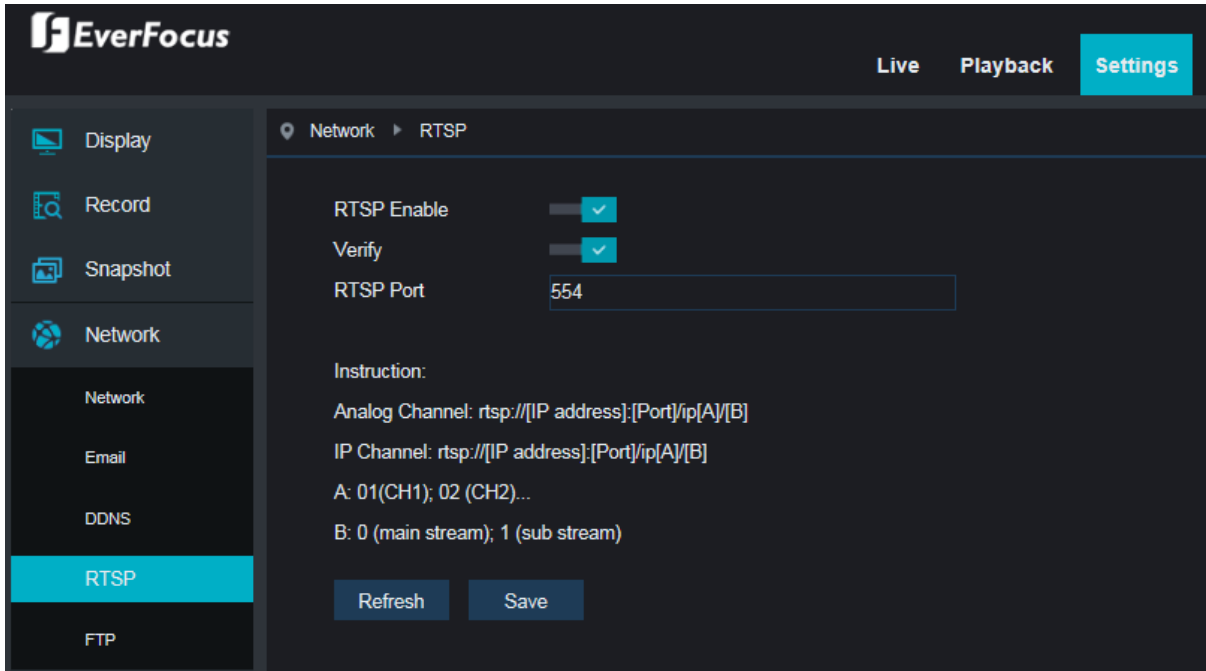 EverFocus
Live Playback Settings
Display
Record
Snapshot
Network
Network
Email
DDNS
RTSP
FTP
Network RTSP
RTSP Enable
Verify
RTSP Port 554
Instruction:
Analog Channel: rtsp://[IP address]:[Port]/ip[A]/[B]
IP Channel: rtsp://[IP address]:[Port]/ip[A]/[B]
A: 01(CH1); 02 (CH2)...
B: 0 (main stream); 1 (sub stream)
Refresh Save